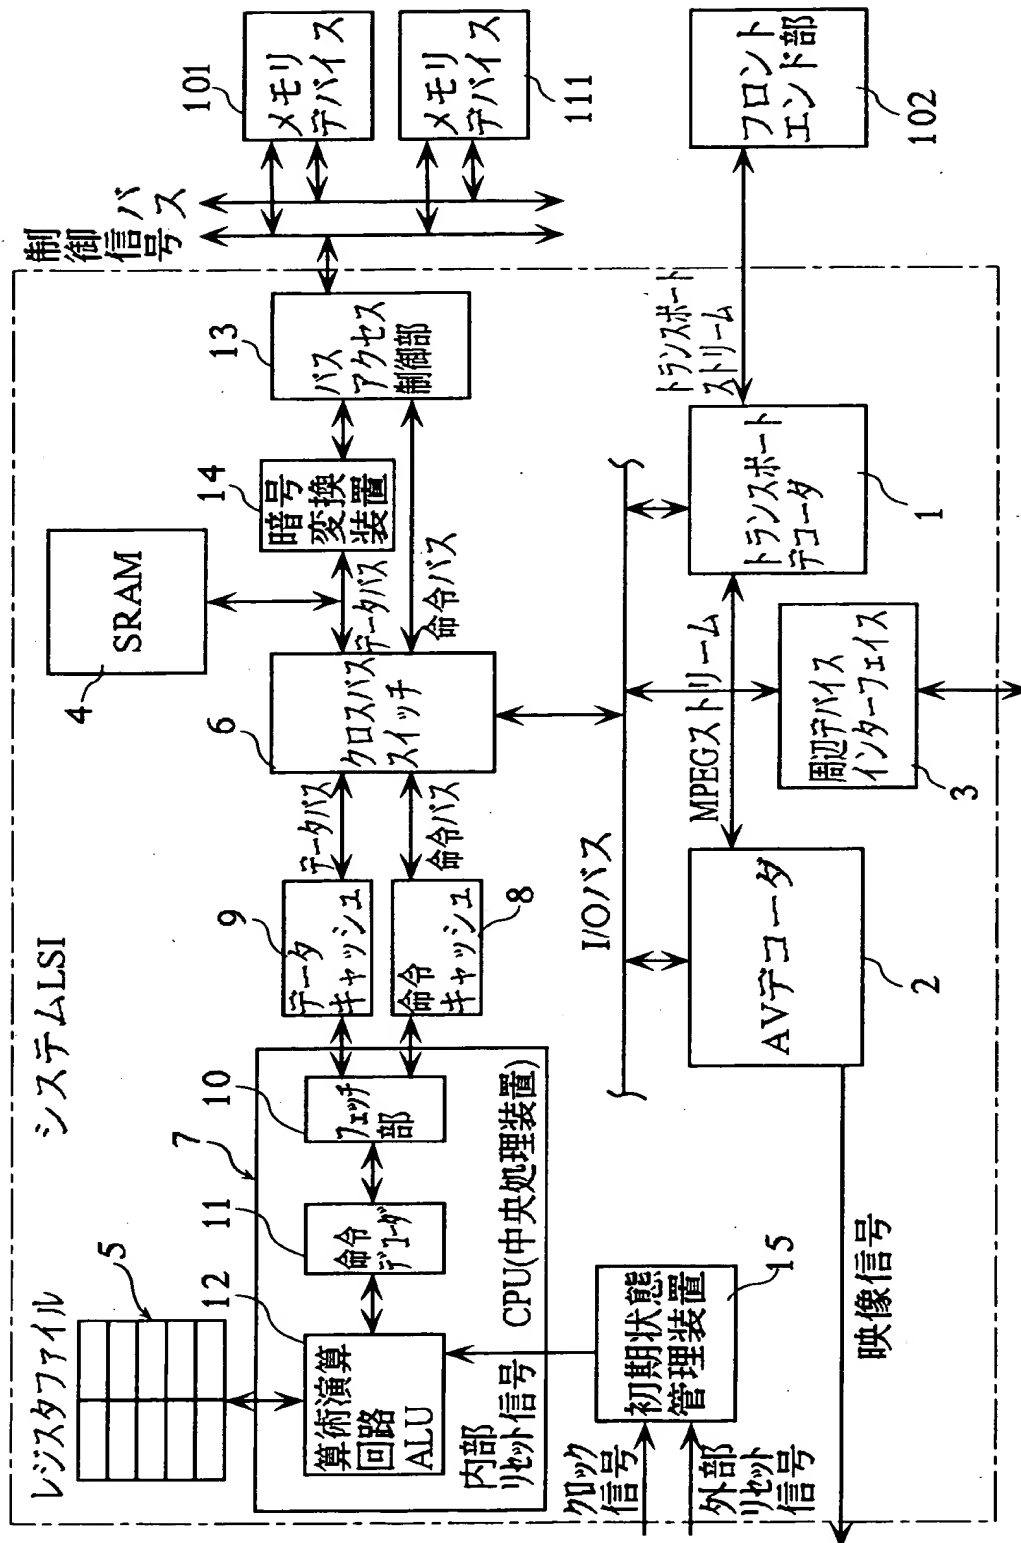 システムLSI
レジスタファイル
5
7
12
算術演算
回路
ALU
11
命令
デコーダ
10
フェッチ
部
CPU(中央処理装置)
内部
リセット信号
9
データ
キャッシュ
命令
キャッシュ
8
データバス
命令バス
6
クロスバス
スイッチ
4
SRAM
データバス
命令バス
14
暗号
変換
装置
13
バス
アクセス
制御部
制御
信号
バス
101
メモリ
デバイス
メモリ
デバイス
111
I/Oバス
クロック
信号
外部
リセット
信号
初期状態
管理装置
15
AVデコーダ
2
映像信号
MPEGストリーム
周辺デバイス
インターフェイス
3
トランスポート
デコーダ
1
トランスポート
ストリーム
フロント
エンド部
102